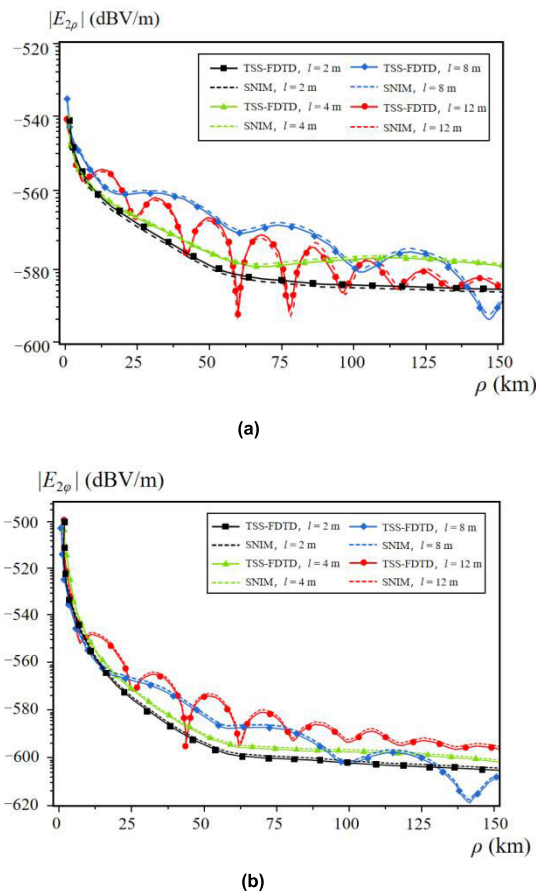 |E2ρ| (dBV/m)
−520
−540
−560
−580
−600
TSS-FDTD, l = 2 m
TSS-FDTD, l = 8 m
SNIM, l = 2 m
SNIM, l = 8 m
TSS-FDTD, l = 4 m
TSS-FDTD, l = 12 m
SNIM, l = 4 m
SNIM, l = 12 m
0 25 50 75 100 125 150
ρ (km)
(a)
|E2φ| (dBV/m)
−500
−520
−540
−560
−580
−600
−620
TSS-FDTD, l = 2 m
TSS-FDTD, l = 8 m
SNIM, l = 2 m
SNIM, l = 8 m
TSS-FDTD, l = 4 m
TSS-FDTD, l = 12 m
SNIM, l = 4 m
SNIM, l = 12 m
0 25 50 75 100 125 150
ρ (km)
(b)